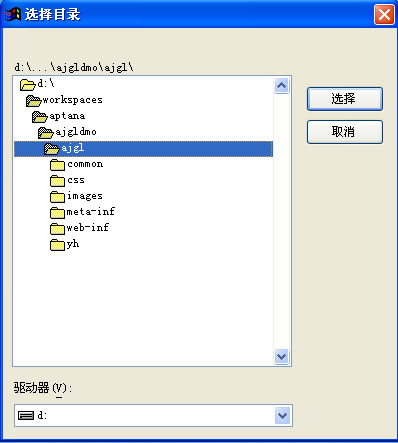 选择目录
d:\...\ajgldmo\ajgl\
d:\
workspaces
aptana
ajgldmo
ajgl
common
css
images
meta-inf
web-inf
yh
选择
取消
驱动器(V):
d: